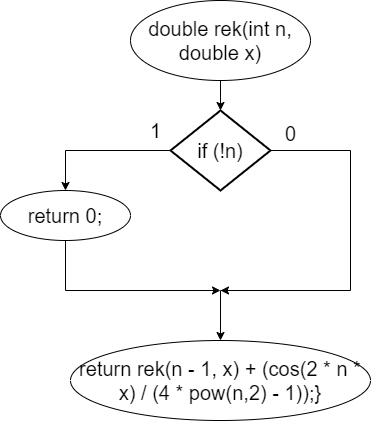 double rek(int n,
double x)
if (!n)
1
0
return 0;
return rek(n - 1, x) + (cos(2 * n *
x) / (4 * pow(n,2) - 1));}